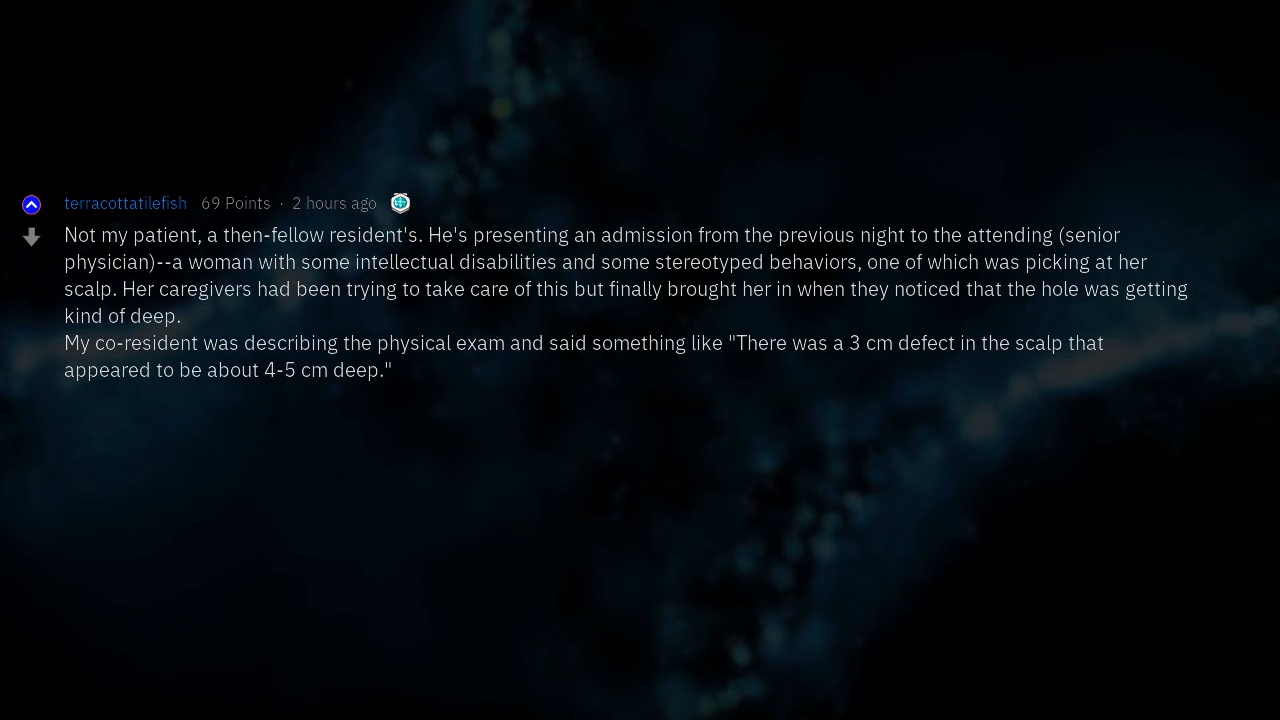 terracottatilefish 69 Points · 2 hours ago
Not my patient, a then-fellow resident's. He's presenting an admission from the previous night to the attending (senior
physician)--a woman with some intellectual disabilities and some stereotyped behaviors, one of which was picking at her
scalp. Her caregivers had been trying to take care of this but finally brought her in when they noticed that the hole was getting
kind of deep.
My co-resident was describing the physical exam and said something like "There was a 3 cm defect in the scalp that
appeared to be about 4-5 cm deep."